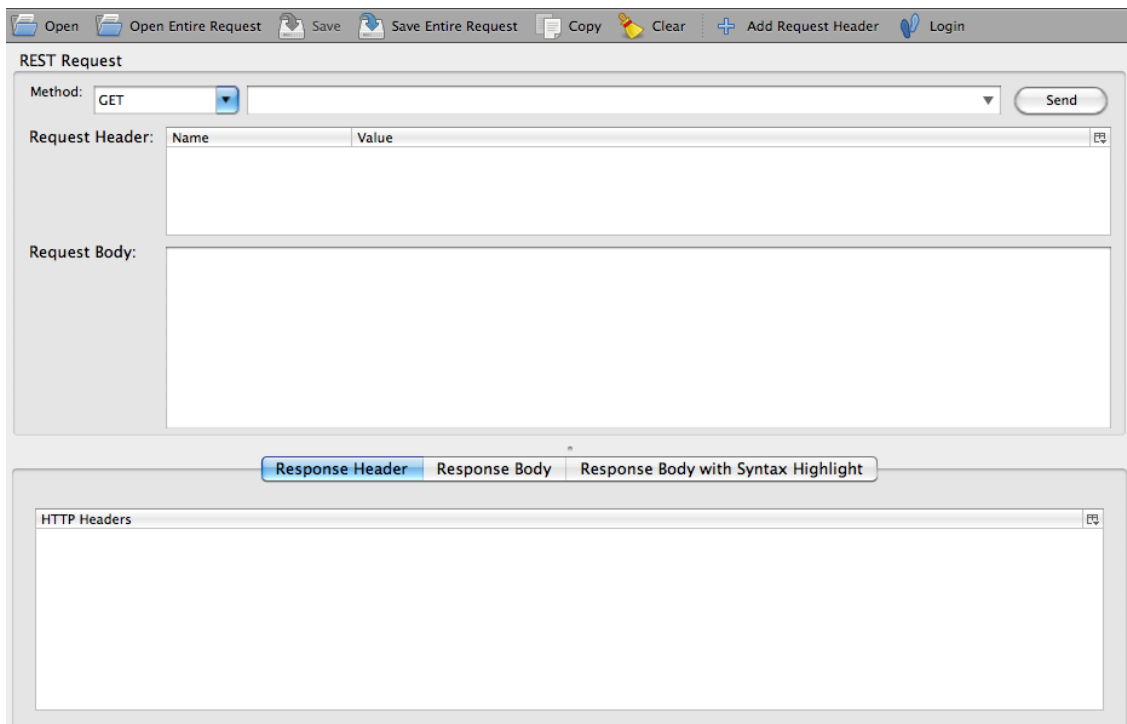 Open Open Entire Request Save Save Entire Request Copy Clear Add Request Header Login
REST Request
Method: GET Send
Request Header: Name Value
Request Body:
Response Header Response Body Response Body with Syntax Highlight
HTTP Headers